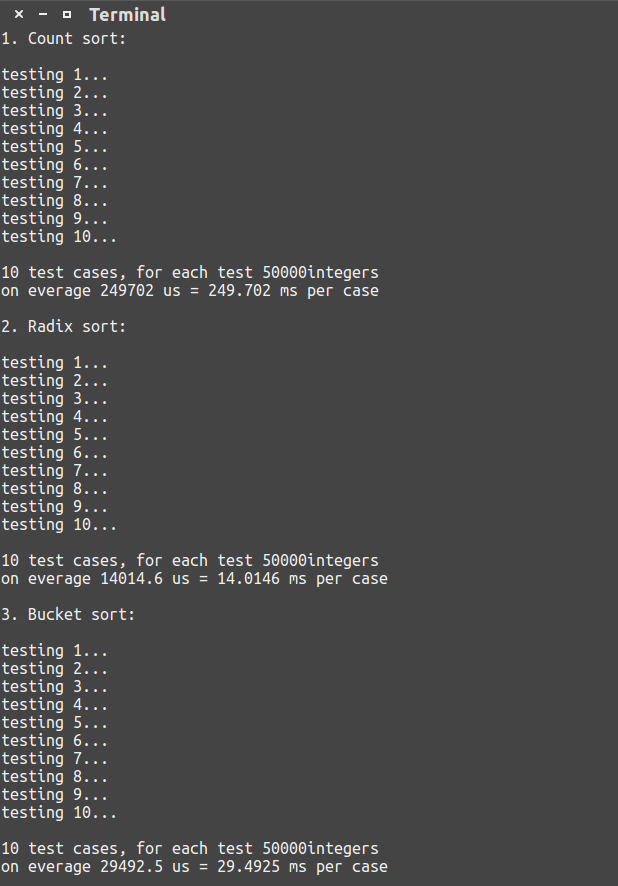 Terminal
1. Count sort:
testing 1...
testing 2...
testing 3...
testing 4...
testing 5...
testing 6...
testing 7...
testing 8...
testing 9...
testing 10...
10 test cases, for each test 50000integers
on everage 249702 us = 249.702 ms per case
2. Radix sort:
testing 1...
testing 2...
testing 3...
testing 4...
testing 5...
testing 6...
testing 7...
testing 8...
testing 9...
testing 10...
10 test cases, for each test 50000integers
on everage 14014.6 us = 14.0146 ms per case
3. Bucket sort:
testing 1...
testing 2...
testing 3...
testing 4...
testing 5...
testing 6...
testing 7...
testing 8...
testing 9...
testing 10...
10 test cases, for each test 50000integers
on everage 29492.5 us = 29.4925 ms per case